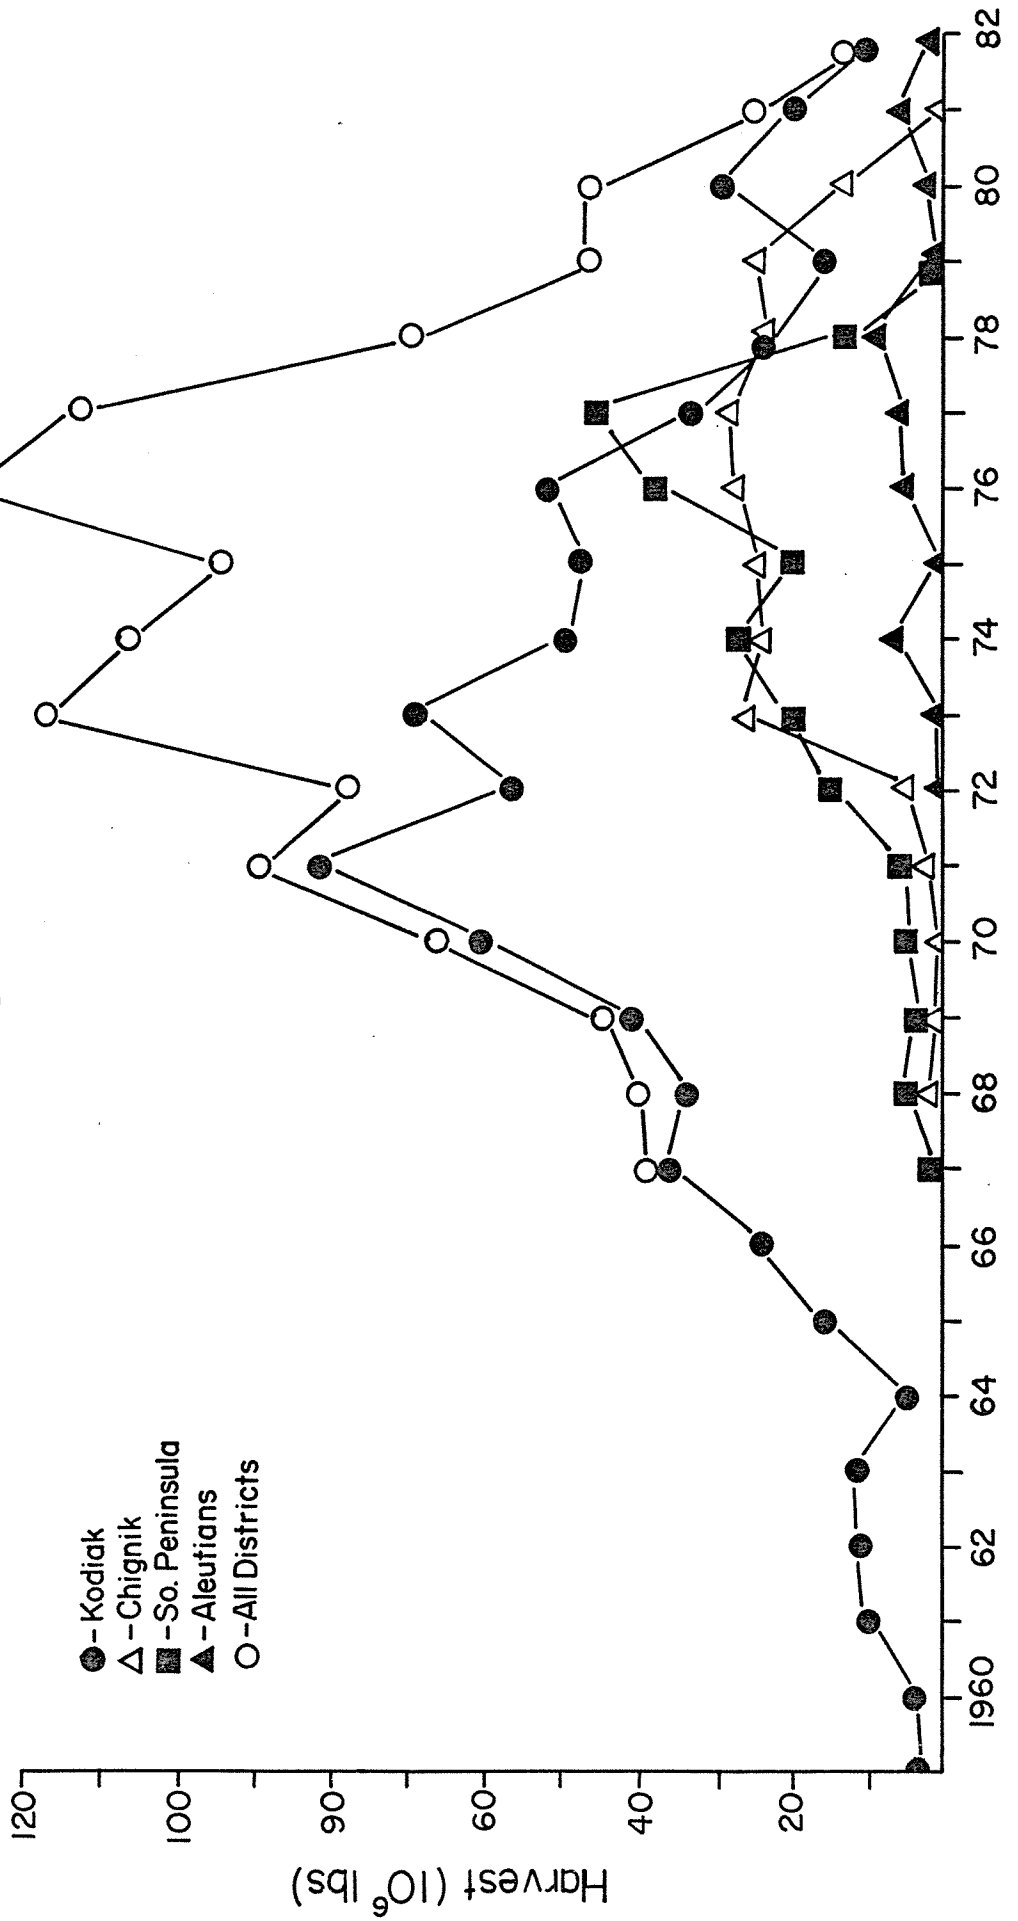 Harvest (10⁶ lbs)
120
100
80
60
40
20
●-Kodiak
△-Chignik
■-So. Peninsula
▲-Aleutians
○-All Districts
1960 62 64 66 68 70 72 74 76 78 80 82